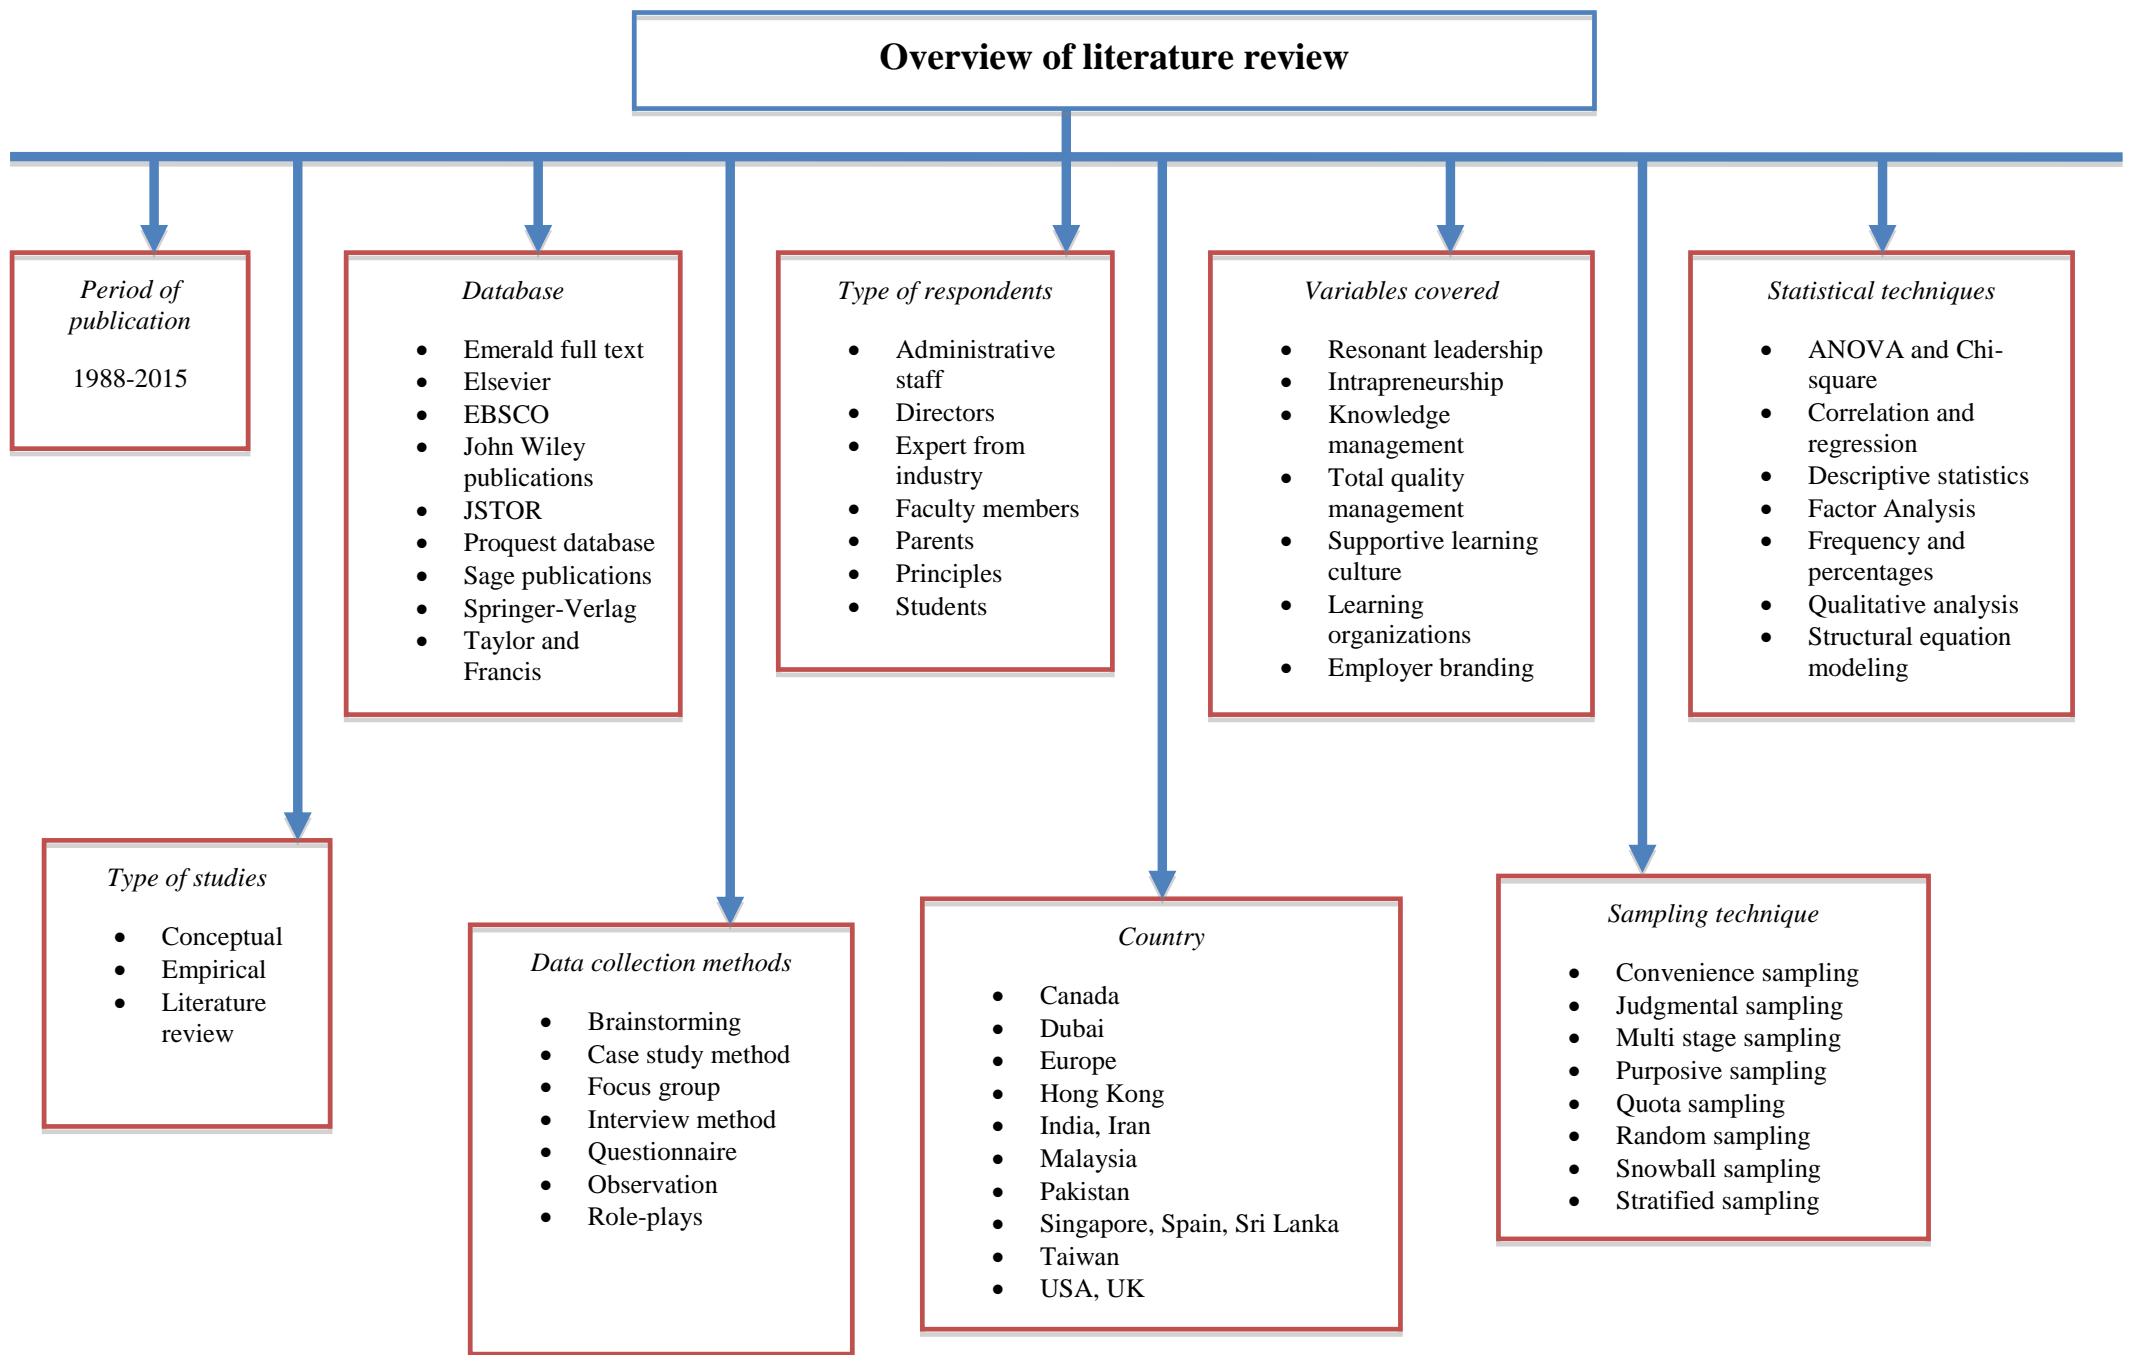 Overview of literature review
Period of
publication
1988-2015
Database
• Emerald full text
• Elsevier
• EBSCO
• John Wiley
publications
• JSTOR
• Proquest database
• Sage publications
• Springer-Verlag
• Taylor and
Francis
Type of respondents
• Administrative
staff
• Directors
• Expert from
industry
• Faculty members
• Parents
• Principles
• Students
Variables covered
• Resonant leadership
• Intrapreneurship
• Knowledge
management
• Total quality
management
• Supportive learning
culture
• Learning
organizations
• Employer branding
Statistical techniques
• ANOVA and Chi-
square
• Correlation and
regression
• Descriptive statistics
• Factor Analysis
• Frequency and
percentages
• Qualitative analysis
• Structural equation
modeling
Type of studies
• Conceptual
• Empirical
• Literature
review
Data collection methods
• Brainstorming
• Case study method
• Focus group
• Interview method
• Questionnaire
• Observation
• Role-plays
Country
• Canada
• Dubai
• Europe
• Hong Kong
• India, Iran
• Malaysia
• Pakistan
• Singapore, Spain, Sri Lanka
• Taiwan
• USA, UK
Sampling technique
• Convenience sampling
• Judgmental sampling
• Multi stage sampling
• Purposive sampling
• Quota sampling
• Random sampling
• Snowball sampling
• Stratified sampling